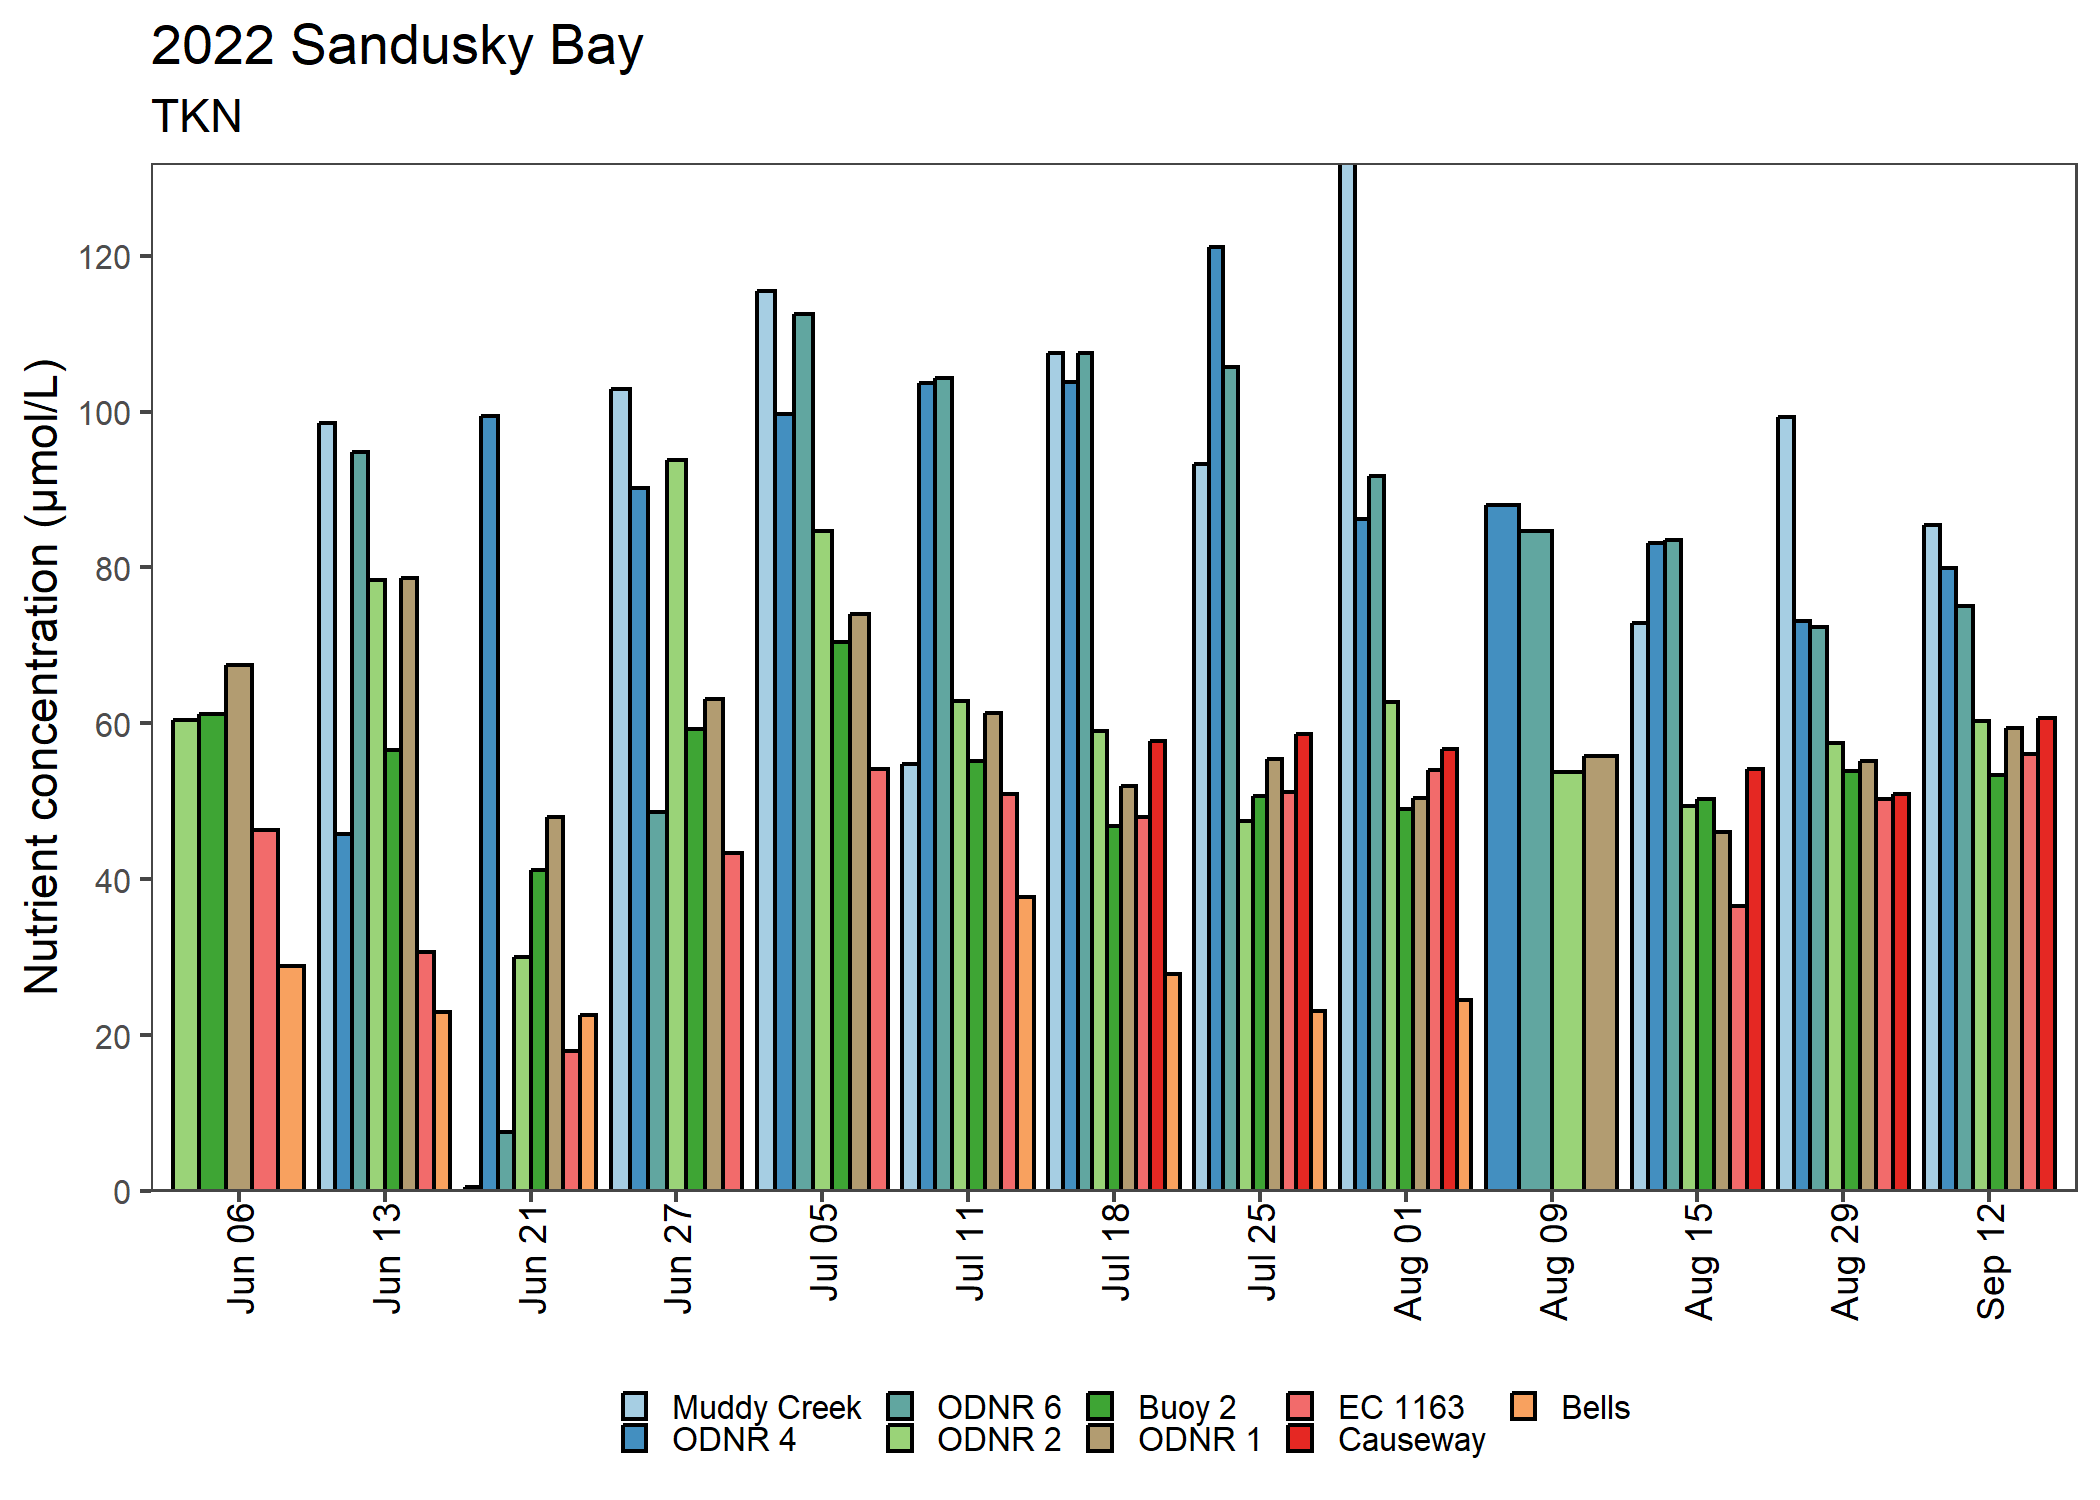 2022 Sandusky Bay
TKN
Nutrient concentration (µmol/L)
120
100
80
60
40
20
0
Jun 06
Jun 13
Jun 21
Jun 27
Jul 05
Jul 11
Jul 18
Jul 25
Aug 01
Aug 09
Aug 15
Aug 29
Sep 12
Muddy Creek ODNR 6 Buoy 2 EC 1163 Bells
ODNR 4 ODNR 2 ODNR 1 Causeway